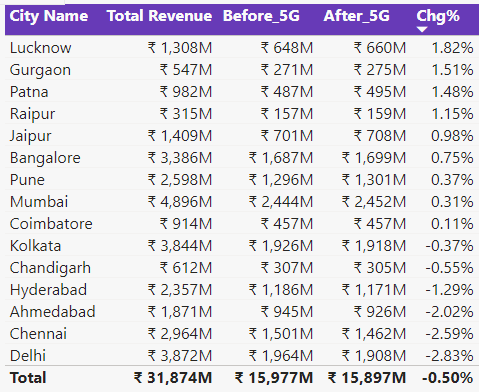 City Name Total Revenue Before_5G After_5G Chg%
Lucknow ₹ 1,308M ₹ 648M ₹ 660M 1.82%
Gurgaon ₹ 547M ₹ 271M ₹ 275M 1.51%
Patna ₹ 982M ₹ 487M ₹ 495M 1.48%
Raipur ₹ 315M ₹ 157M ₹ 159M 1.15%
Jaipur ₹ 1,409M ₹ 701M ₹ 708M 0.98%
Bangalore ₹ 3,386M ₹ 1,687M ₹ 1,699M 0.75%
Pune ₹ 2,598M ₹ 1,296M ₹ 1,301M 0.37%
Mumbai ₹ 4,896M ₹ 2,444M ₹ 2,452M 0.31%
Coimbatore ₹ 914M ₹ 457M ₹ 457M 0.11%
Kolkata ₹ 3,844M ₹ 1,926M ₹ 1,918M -0.37%
Chandigarh ₹ 612M ₹ 307M ₹ 305M -0.55%
Hyderabad ₹ 2,357M ₹ 1,186M ₹ 1,171M -1.29%
Ahmedabad ₹ 1,871M ₹ 945M ₹ 926M -2.02%
Chennai ₹ 2,964M ₹ 1,501M ₹ 1,462M -2.59%
Delhi ₹ 3,872M ₹ 1,964M ₹ 1,908M -2.83%
Total ₹ 31,874M ₹ 15,977M ₹ 15,897M -0.50%